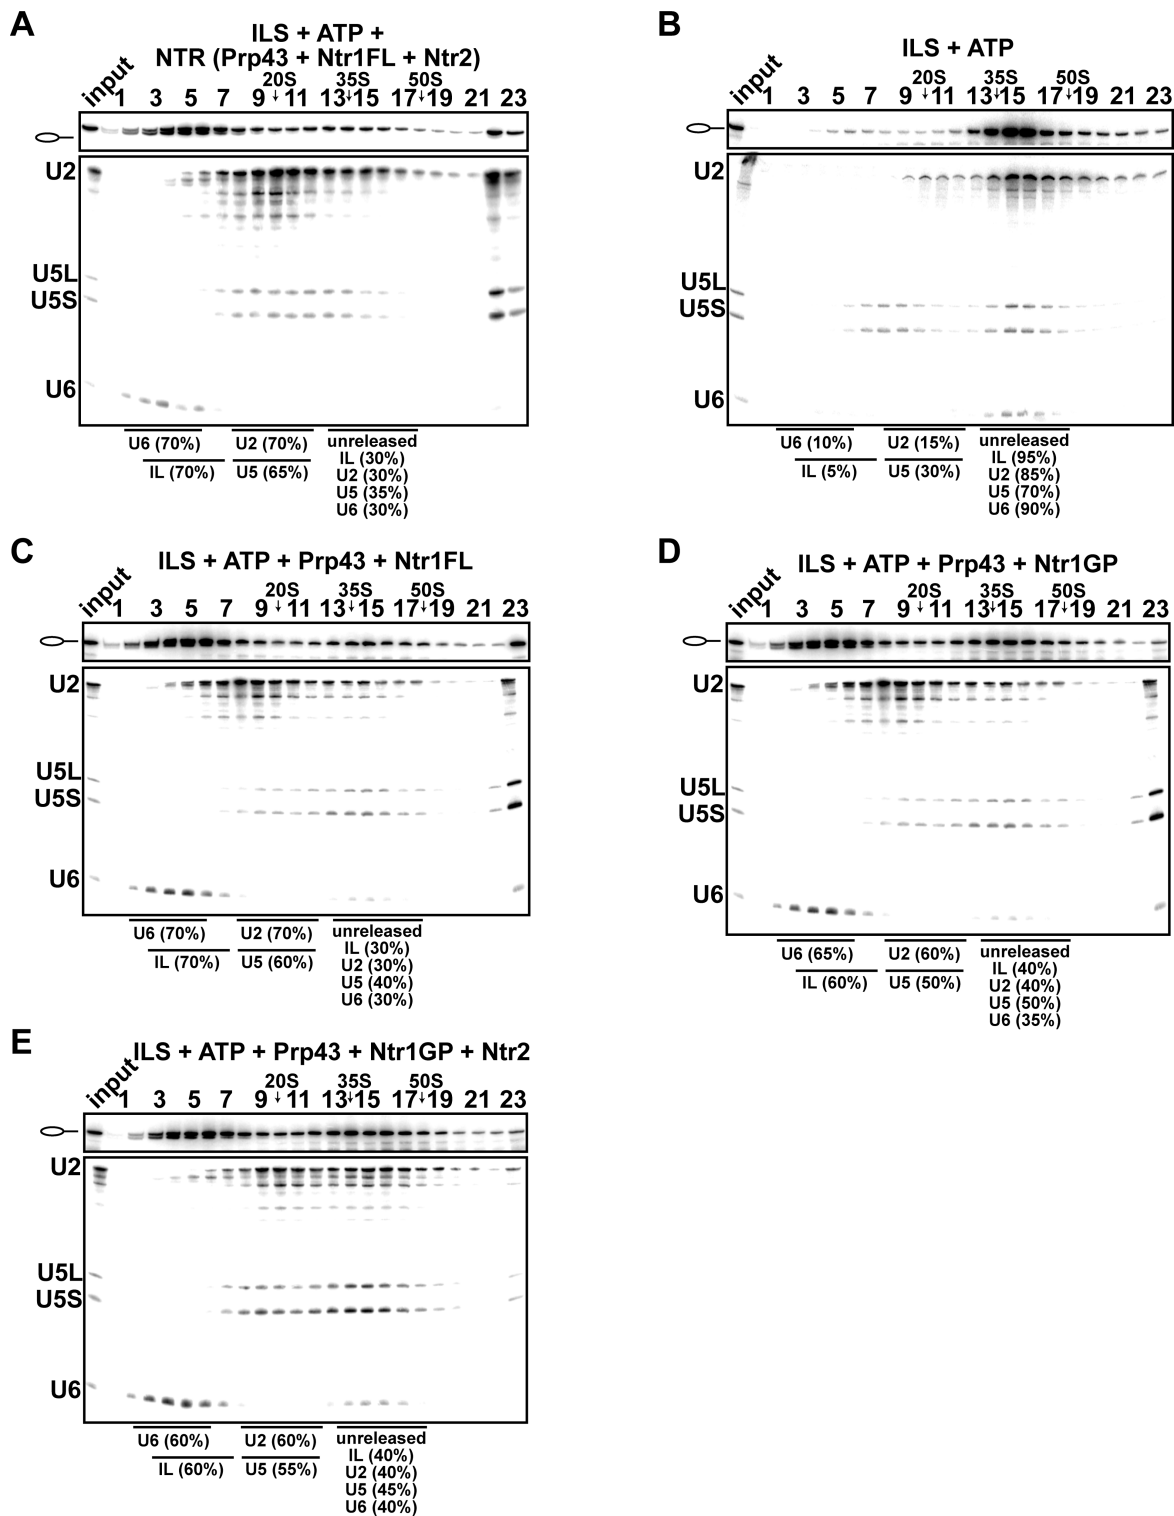 A
ILS + ATP +
NTR (Prp43 + Ntr1FL + Ntr2)
20S 35S 50S
input 1 3 5 7 9 ↓ 11 13 ↓ 15 17 ↓ 19 21 23
U2
U5L
U5S
U6
U6 (70%) U2 (70%) unreleased
IL (70%) U5 (65%) IL (30%)
U2 (30%)
U5 (35%)
U6 (30%)
B
ILS + ATP
20S 35S 50S
input 1 3 5 7 9 ↓ 11 13 ↓ 15 17 ↓ 19 21 23
U2
U5L
U5S
U6
U6 (10%) U2 (15%) unreleased
IL (5%) U5 (30%) IL (95%)
U2 (85%)
U5 (70%)
U6 (90%)
C
ILS + ATP + Prp43 + Ntr1FL
20S 35S 50S
input 1 3 5 7 9 ↓ 11 13 ↓ 15 17 ↓ 19 21 23
U2
U5L
U5S
U6
U6 (70%) U2 (70%) unreleased
IL (70%) U5 (60%) IL (30%)
U2 (30%)
U5 (40%)
U6 (30%)
D
ILS + ATP + Prp43 + Ntr1GP
20S 35S 50S
input 1 3 5 7 9 ↓ 11 13 ↓ 15 17 ↓ 19 21 23
U2
U5L
U5S
U6
U6 (65%) U2 (60%) unreleased
IL (60%) U5 (50%) IL (40%)
U2 (40%)
U5 (50%)
U6 (35%)
E
ILS + ATP + Prp43 + Ntr1GP + Ntr2
20S 35S 50S
input 1 3 5 7 9 ↓ 11 13 ↓ 15 17 ↓ 19 21 23
U2
U5L
U5S
U6
U6 (60%) U2 (60%) unreleased
IL (60%) U5 (55%) IL (40%)
U2 (40%)
U5 (45%)
U6 (40%)